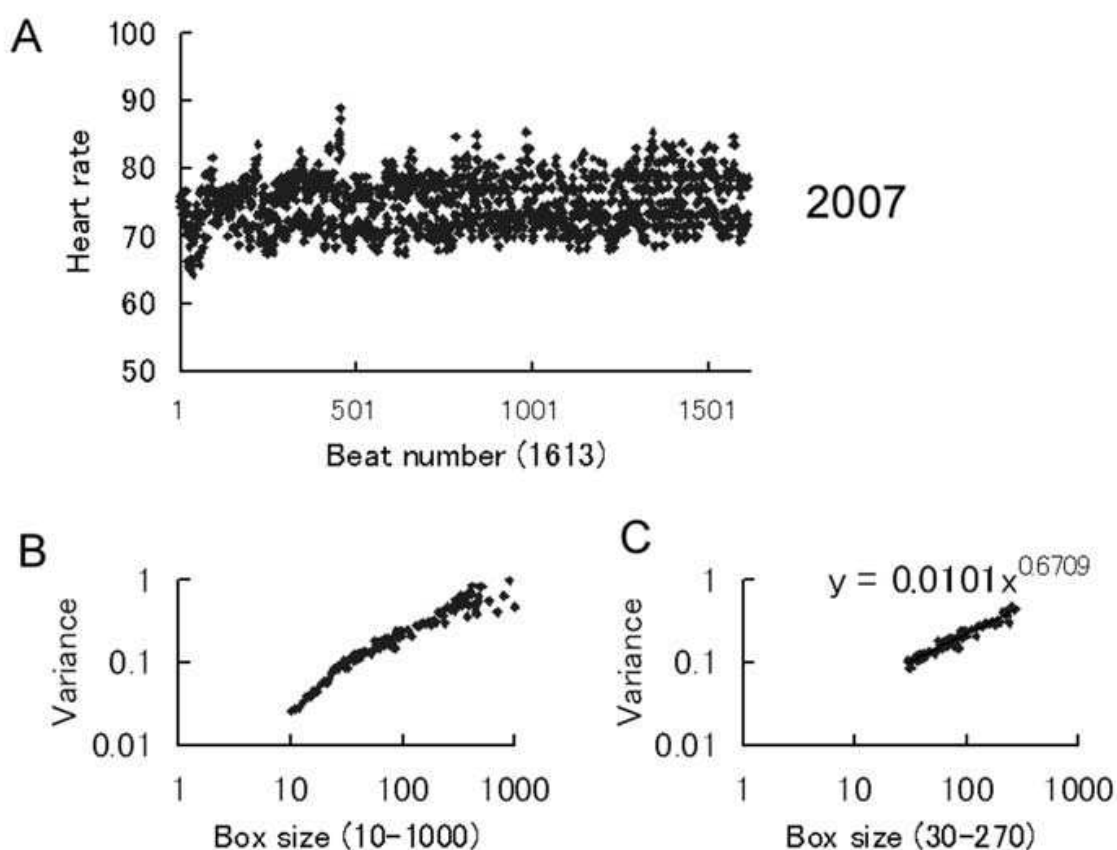 A
100
90
80
70
60
50
Heart rate
2007
1 501 1001 1501
Beat number (1613)
B
1
0.1
0.01
Variance
1 10 100 1000
Box size (10-1000)
C
y = 0.0101x^0.6709
1
0.1
0.01
Variance
1 10 100 1000
Box size (30-270)